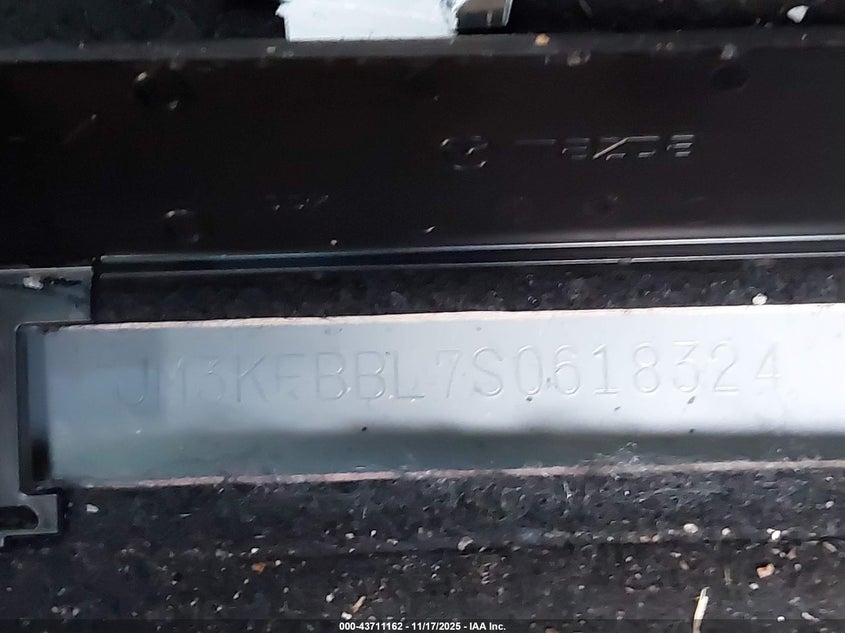 mazda
JM3KFBBL7S0618324
000-43711162 - 11/17/2025 - IAA Inc.